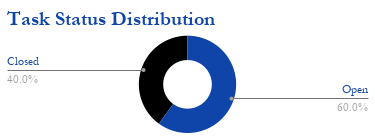 Task Status Distribution
Closed
40.0%
Open
60.0%